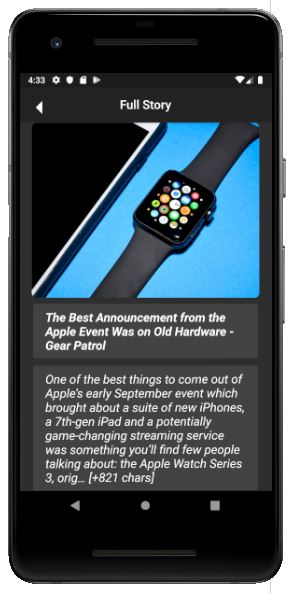 4:33
Full Story
The Best Announcement from the
Apple Event Was on Old Hardware -
Gear Patrol
One of the best things to come out of
Apple's early September event which
brought about a suite of new iPhones,
a 7th-gen iPad and a potentially
game-changing streaming service
was something you'll find few people
talking about: the Apple Watch Series
3, orig… [+821 chars]